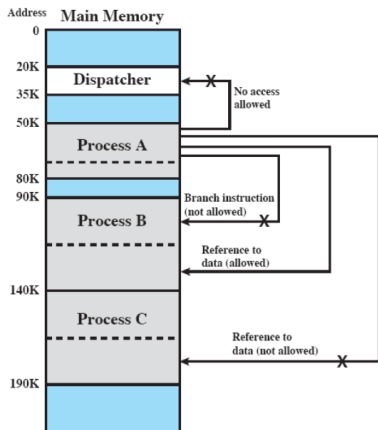 Address Main Memory
0
20K
Dispatcher
X
35K
No access
allowed
50K
Process A
80K
90K
Branch instruction
(not allowed)
X
Process B
Reference to
data (allowed)
140K
Process C
Reference to
data (not allowed)
X
190K